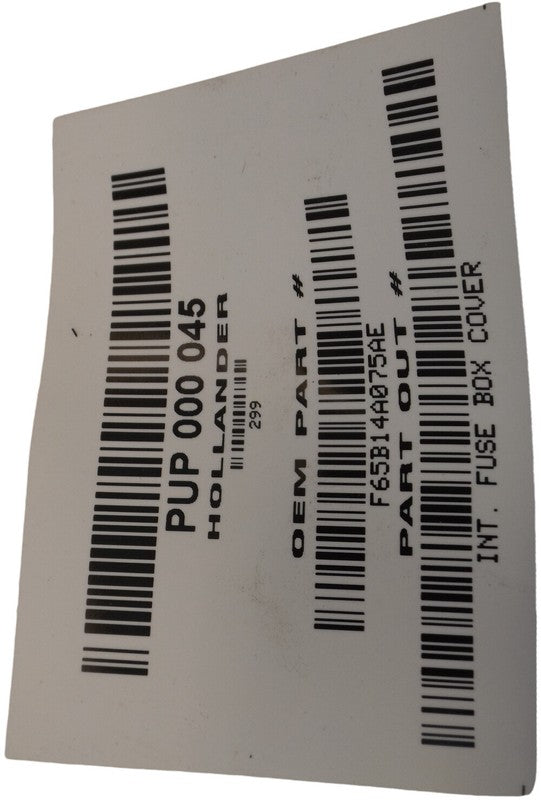 PUP 000 045
HOLLANDER
299
OEM PART #
F65B14A075AE
PART OUT #
INT. FUSE BOX COVER